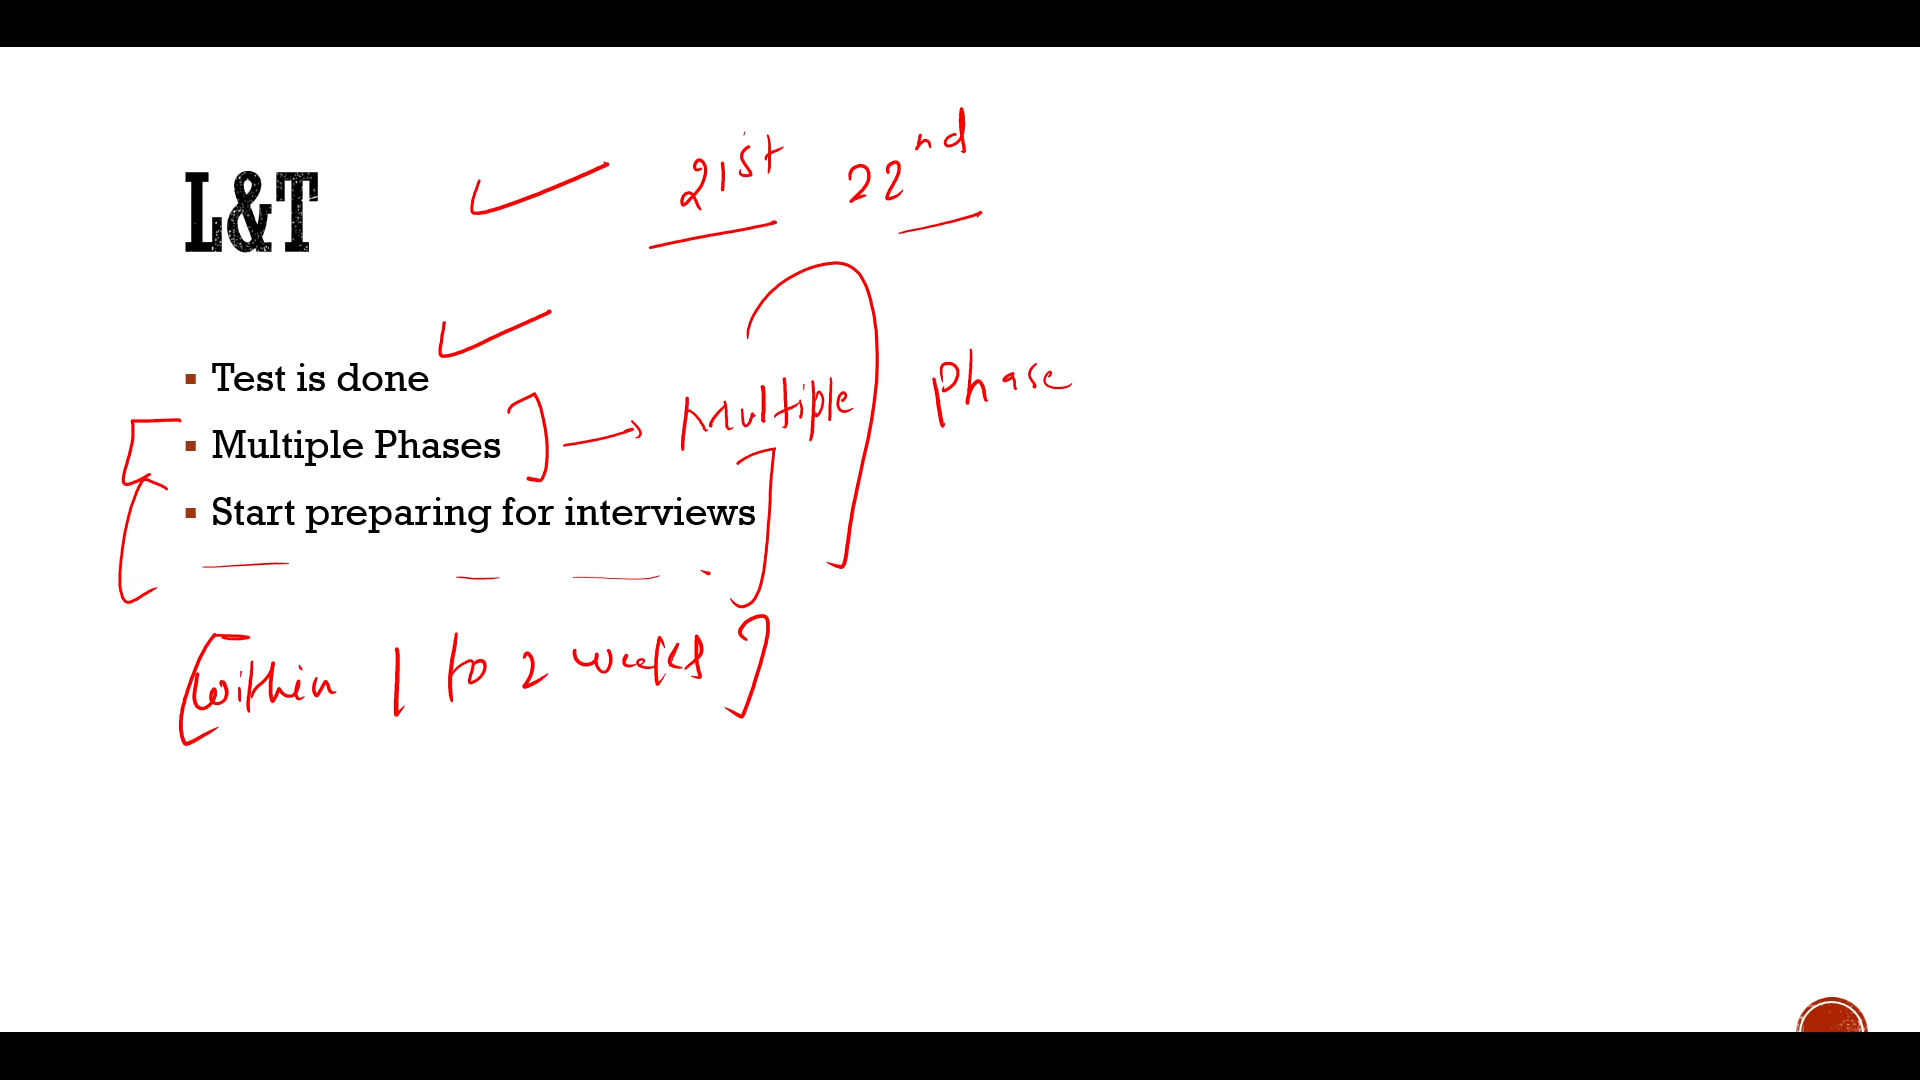 21st 22nd
L&T
Test is done
Multiple Phases → Multiple Phase
Start preparing for interviews
within 1 to 2 weeks